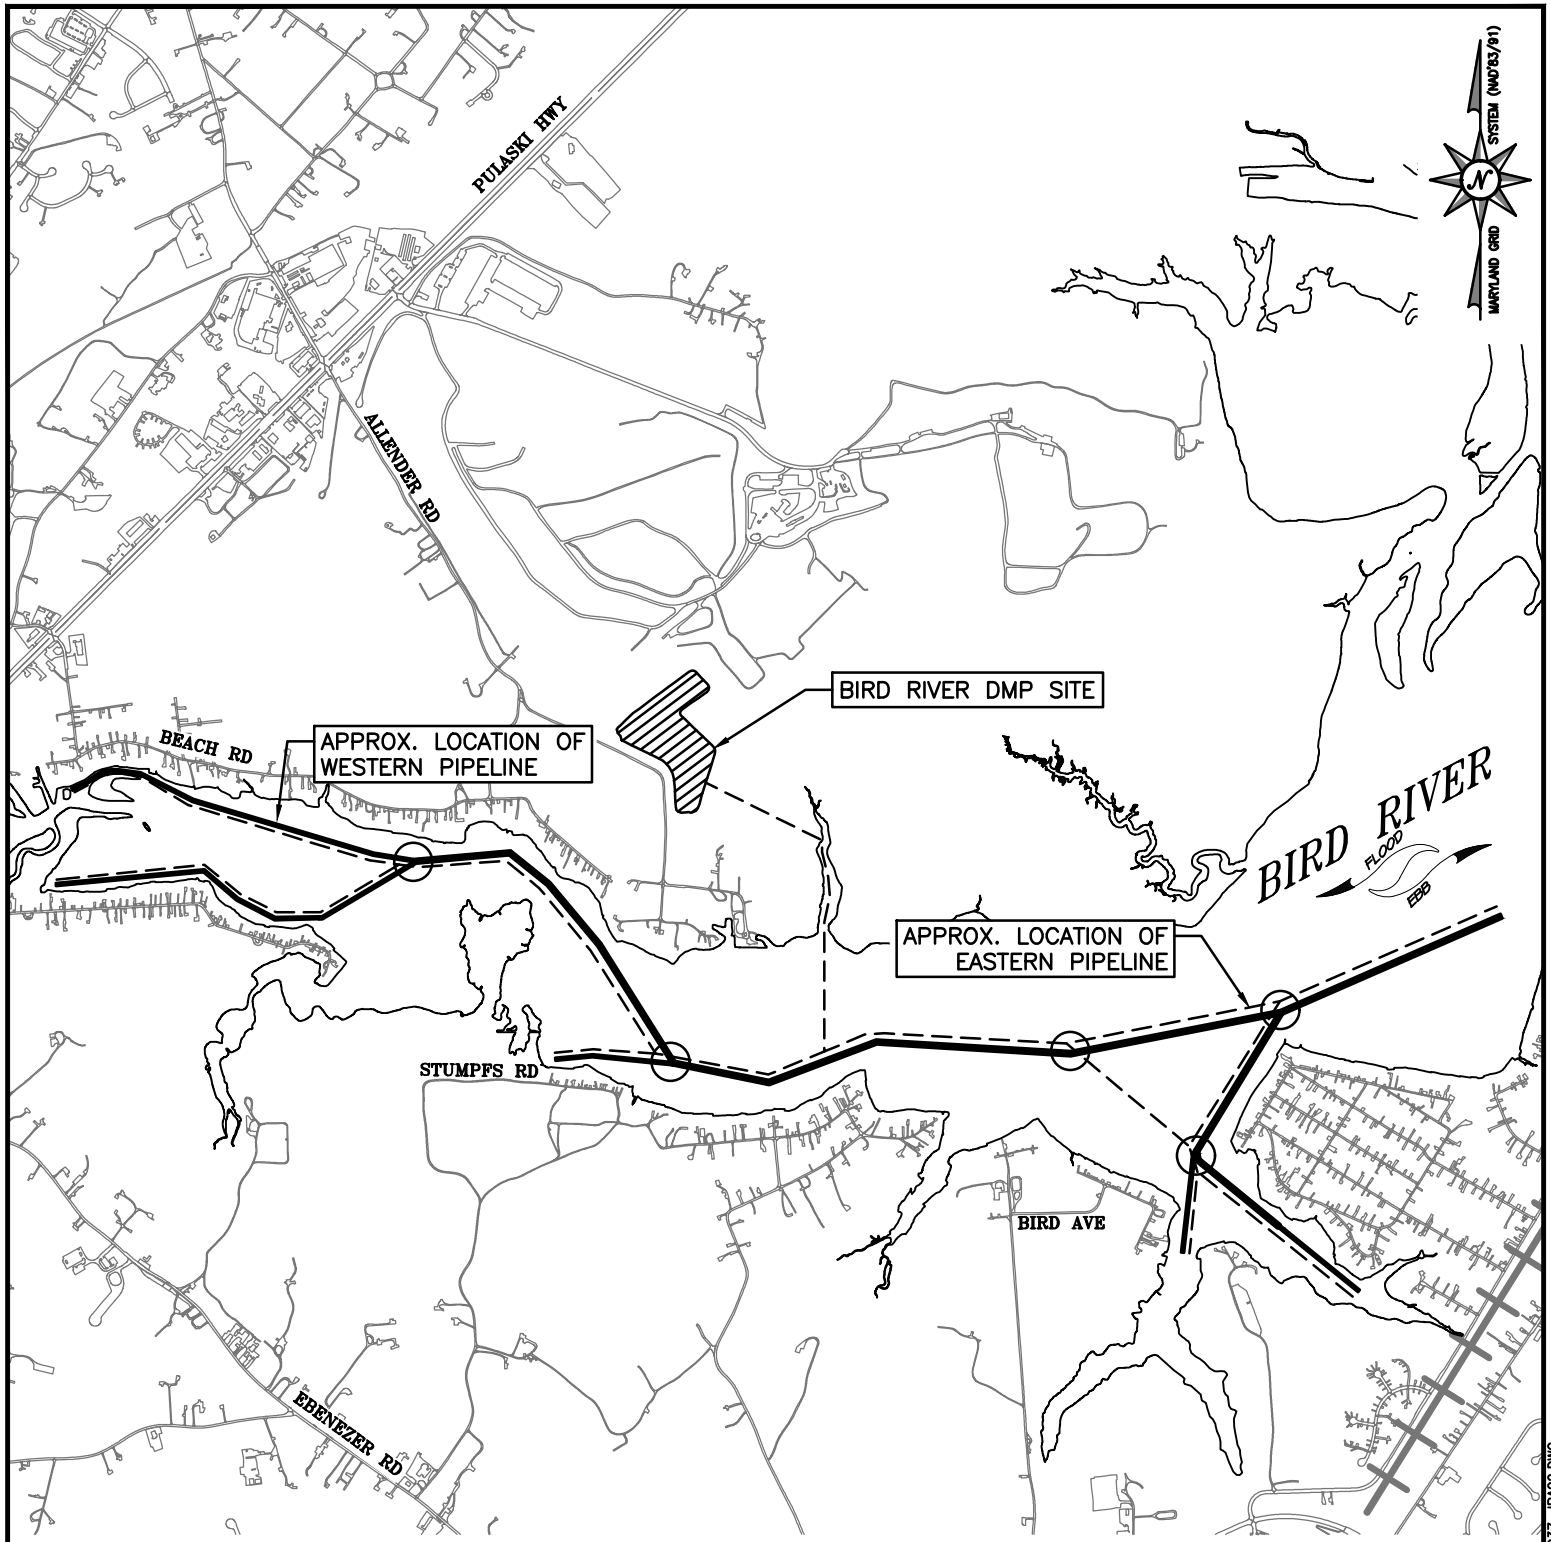 SYSTEM (NAD'83/91)
N
MARYLAND GRID
PULASKI HWY
ALLENDER RD
BIRD RIVER DMP SITE
BEACH RD
APPROX. LOCATION OF
WESTERN PIPELINE
BIRD RIVER
FLOOD
EBB
APPROX. LOCATION OF
EASTERN PIPELINE
STUMPFS RD
BIRD AVE
EBENEZER RD